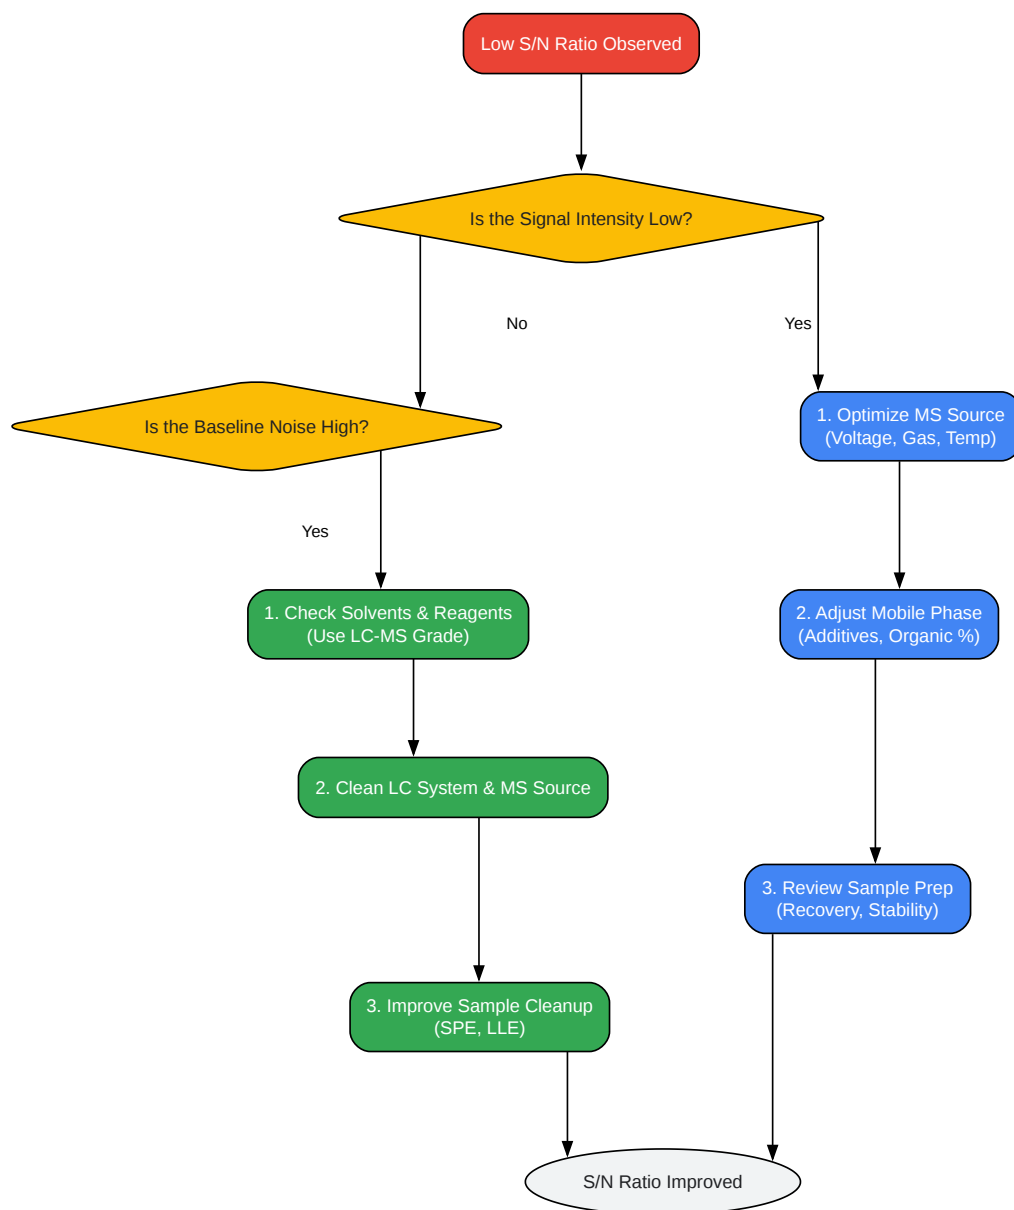 Low S/N Ratio Observed
Is the Signal Intensity Low?
No
Yes
Is the Baseline Noise High?
1. Optimize MS Source
(Voltage, Gas, Temp)
Yes
1. Check Solvents & Reagents
(Use LC-MS Grade)
2. Adjust Mobile Phase
(Additives, Organic %)
2. Clean LC System & MS Source
3. Review Sample Prep
(Recovery, Stability)
3. Improve Sample Cleanup
(SPE, LLE)
S/N Ratio Improved